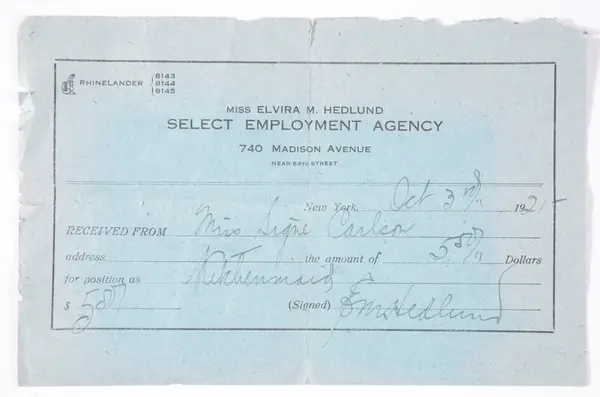 RHINELANDER 8143
8144
8145
MISS ELVIRA M. HEDLUND
SELECT EMPLOYMENT AGENCY
740 MADISON AVENUE
NEAR 64TH STREET
New York, Oct 3rd 192
RECEIVED FROM Miss Signe Carlson
address the amount of Dollars
for position as Kitchenmaid
$ (Signed) E M Hedlund